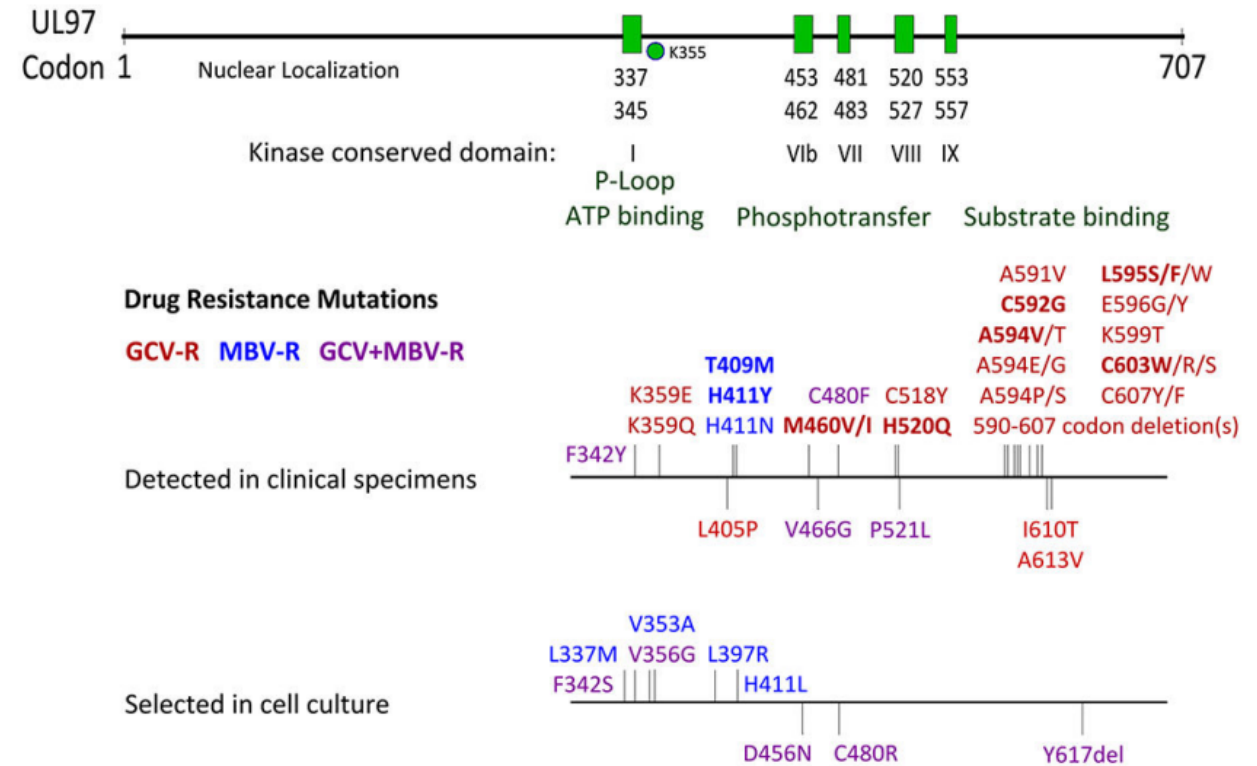 UL97
Codon 1 Nuclear Localization K355 707
337 453 481 520 553
345 462 483 527 557
Kinase conserved domain: I VIb VII VIII IX
P-Loop
ATP binding Phosphotransfer Substrate binding
A591V L595S/F/W
Drug Resistance Mutations C592G E596G/Y
A594V/T K599T
GCV-R MBV-R GCV+MBV-R
T409M A594E/G C603W/R/S
K359E H411Y C480F C518Y A594P/S C607Y/F
K359Q H411N M460V/I H520Q 590-607 codon deletion(s)
F342Y
Detected in clinical specimens
L405P V466G P521L I610T
A613V
V353A
L337M V356G L397R
F342S H411L
Selected in cell culture
D456N C480R Y617del